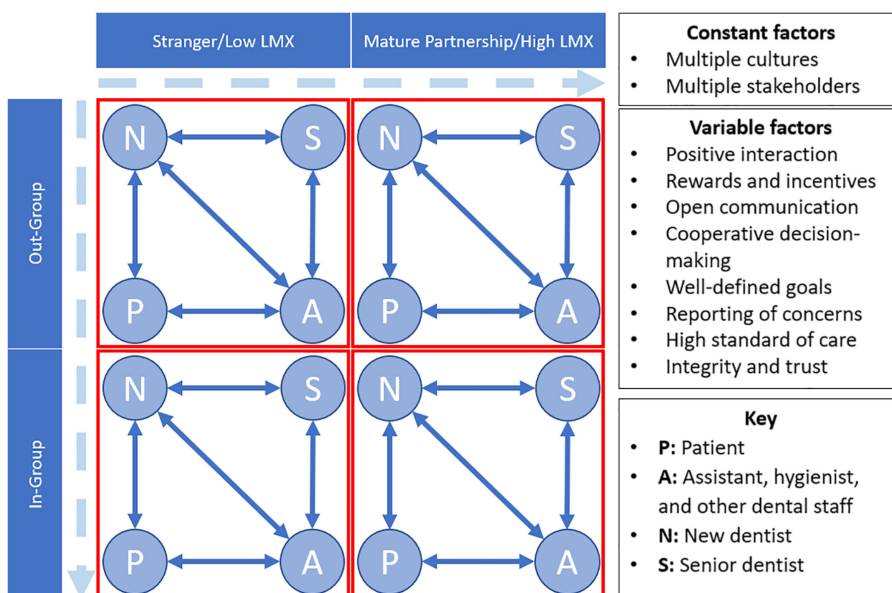 Stranger/Low LMX
Mature Partnership/High LMX
Out-Group
In-Group
N
S
P
A
N
S
P
A
N
S
P
A
N
S
P
A
Constant factors
• Multiple cultures
• Multiple stakeholders
Variable factors
• Positive interaction
• Rewards and incentives
• Open communication
• Cooperative decision-
making
• Well-defined goals
• Reporting of concerns
• High standard of care
• Integrity and trust
Key
• P: Patient
• A: Assistant, hygienist,
and other dental staff
• N: New dentist
• S: Senior dentist